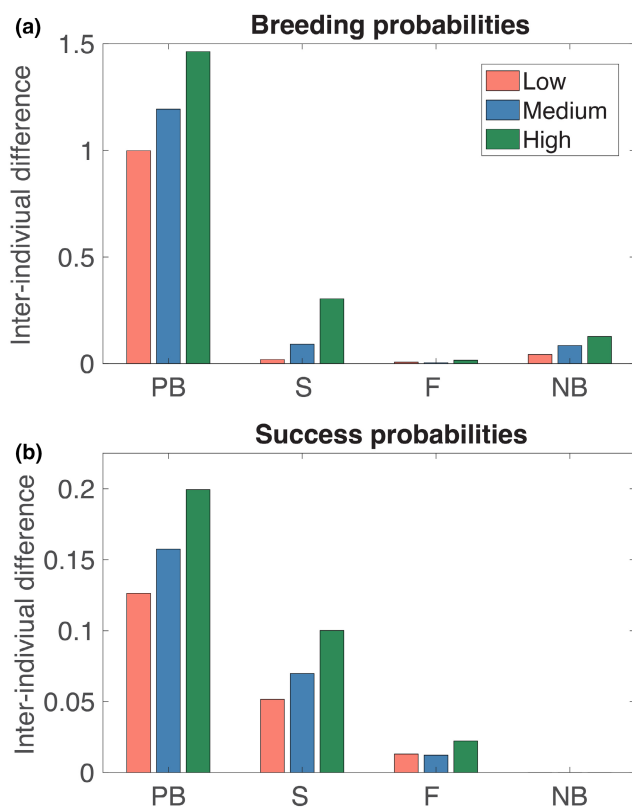 (a)
Breeding probabilities
Inter-indiviual difference
1.5
1
0.5
0
Low
Medium
High
PB S F NB
(b)
Success probabilities
Inter-indiviual difference
0.2
0.15
0.1
0.05
0
PB S F NB